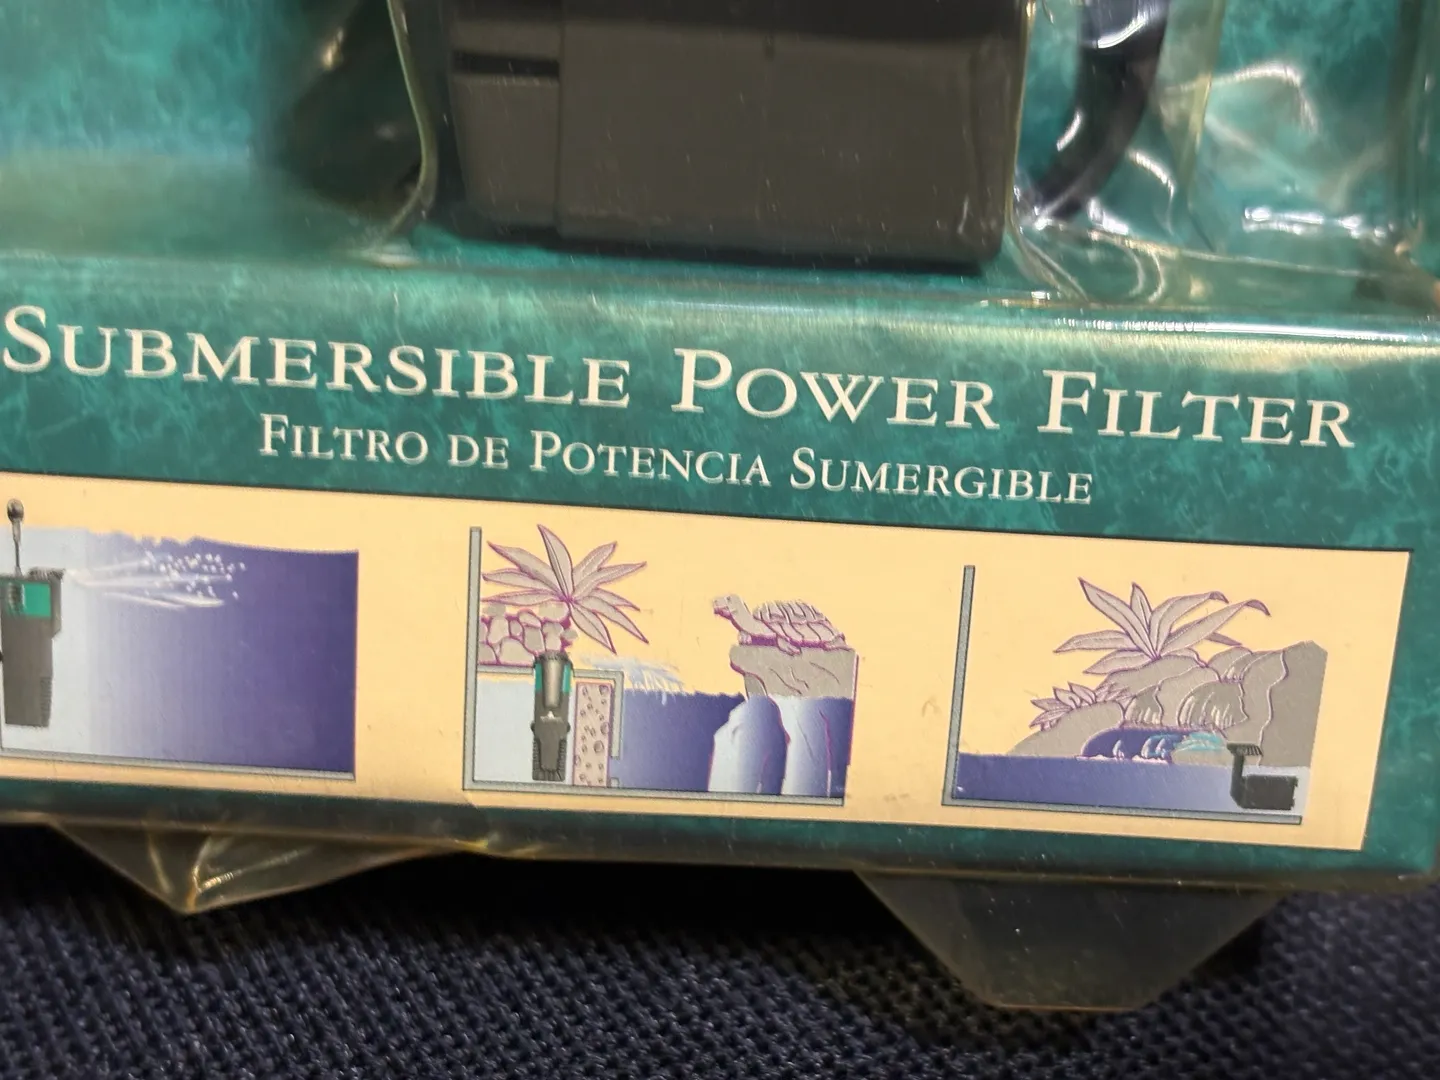 SUBMERSIBLE POWER FILTER
FILTRO DE POTENCIA SUMERGIBLE